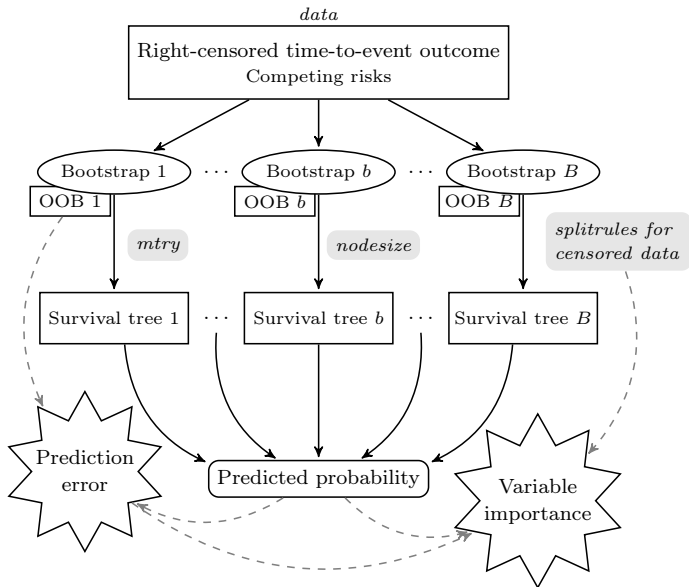 data
Right-censored time-to-event outcome
Competing risks
Bootstrap 1 ··· Bootstrap b ··· Bootstrap B
OOB 1 OOB b OOB B
mtry nodesize splitrules for
censored data
Survival tree 1 ··· Survival tree b ··· Survival tree B
Prediction
error
Predicted probability
Variable
importance